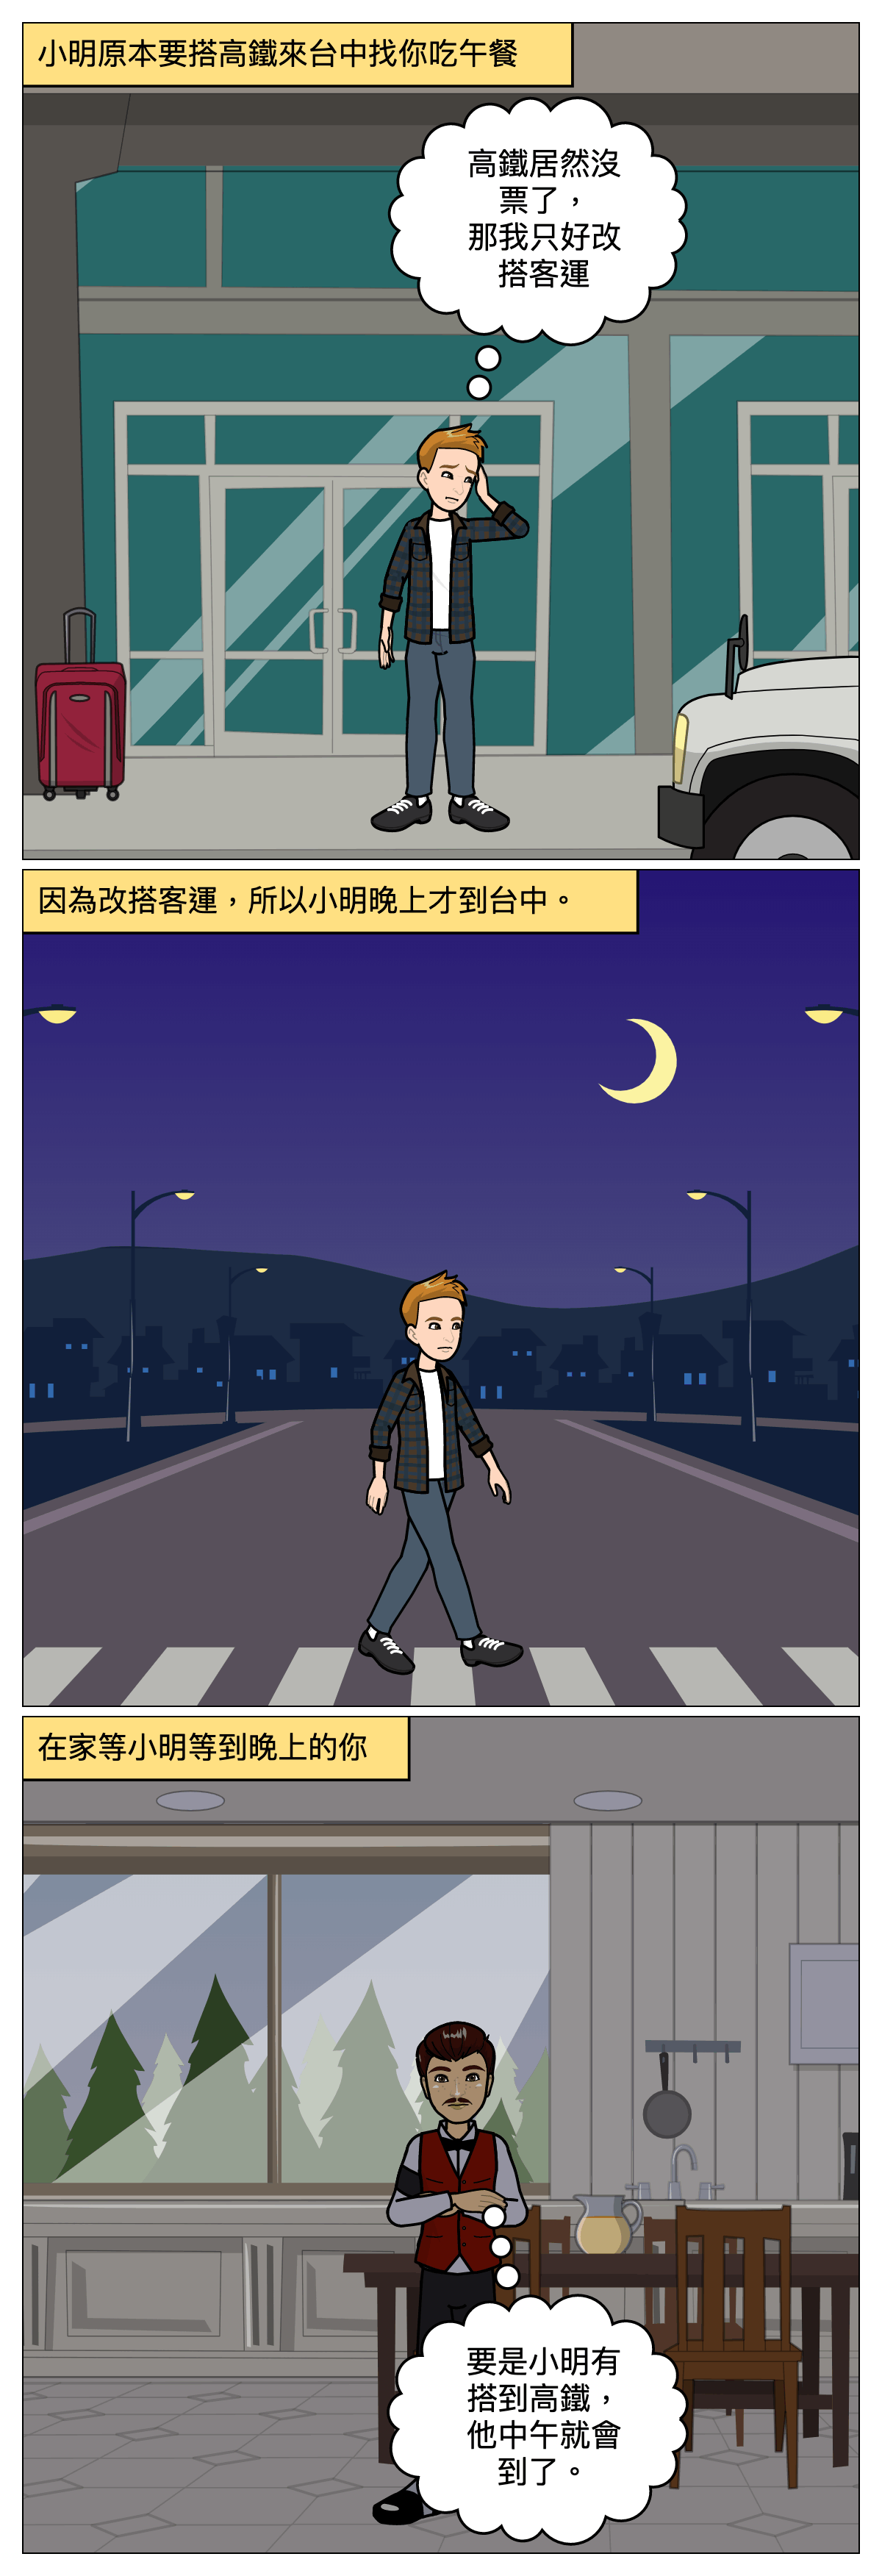 小明原本要搭高鐵來台中找你吃午餐
高鐵居然沒
票了，
那我只好改
搭客運
因為改搭客運，所以小明晚上才到台中。
在家等小明等到晚上的你
要是小明有
搭到高鐵，
他中午就會
到了。